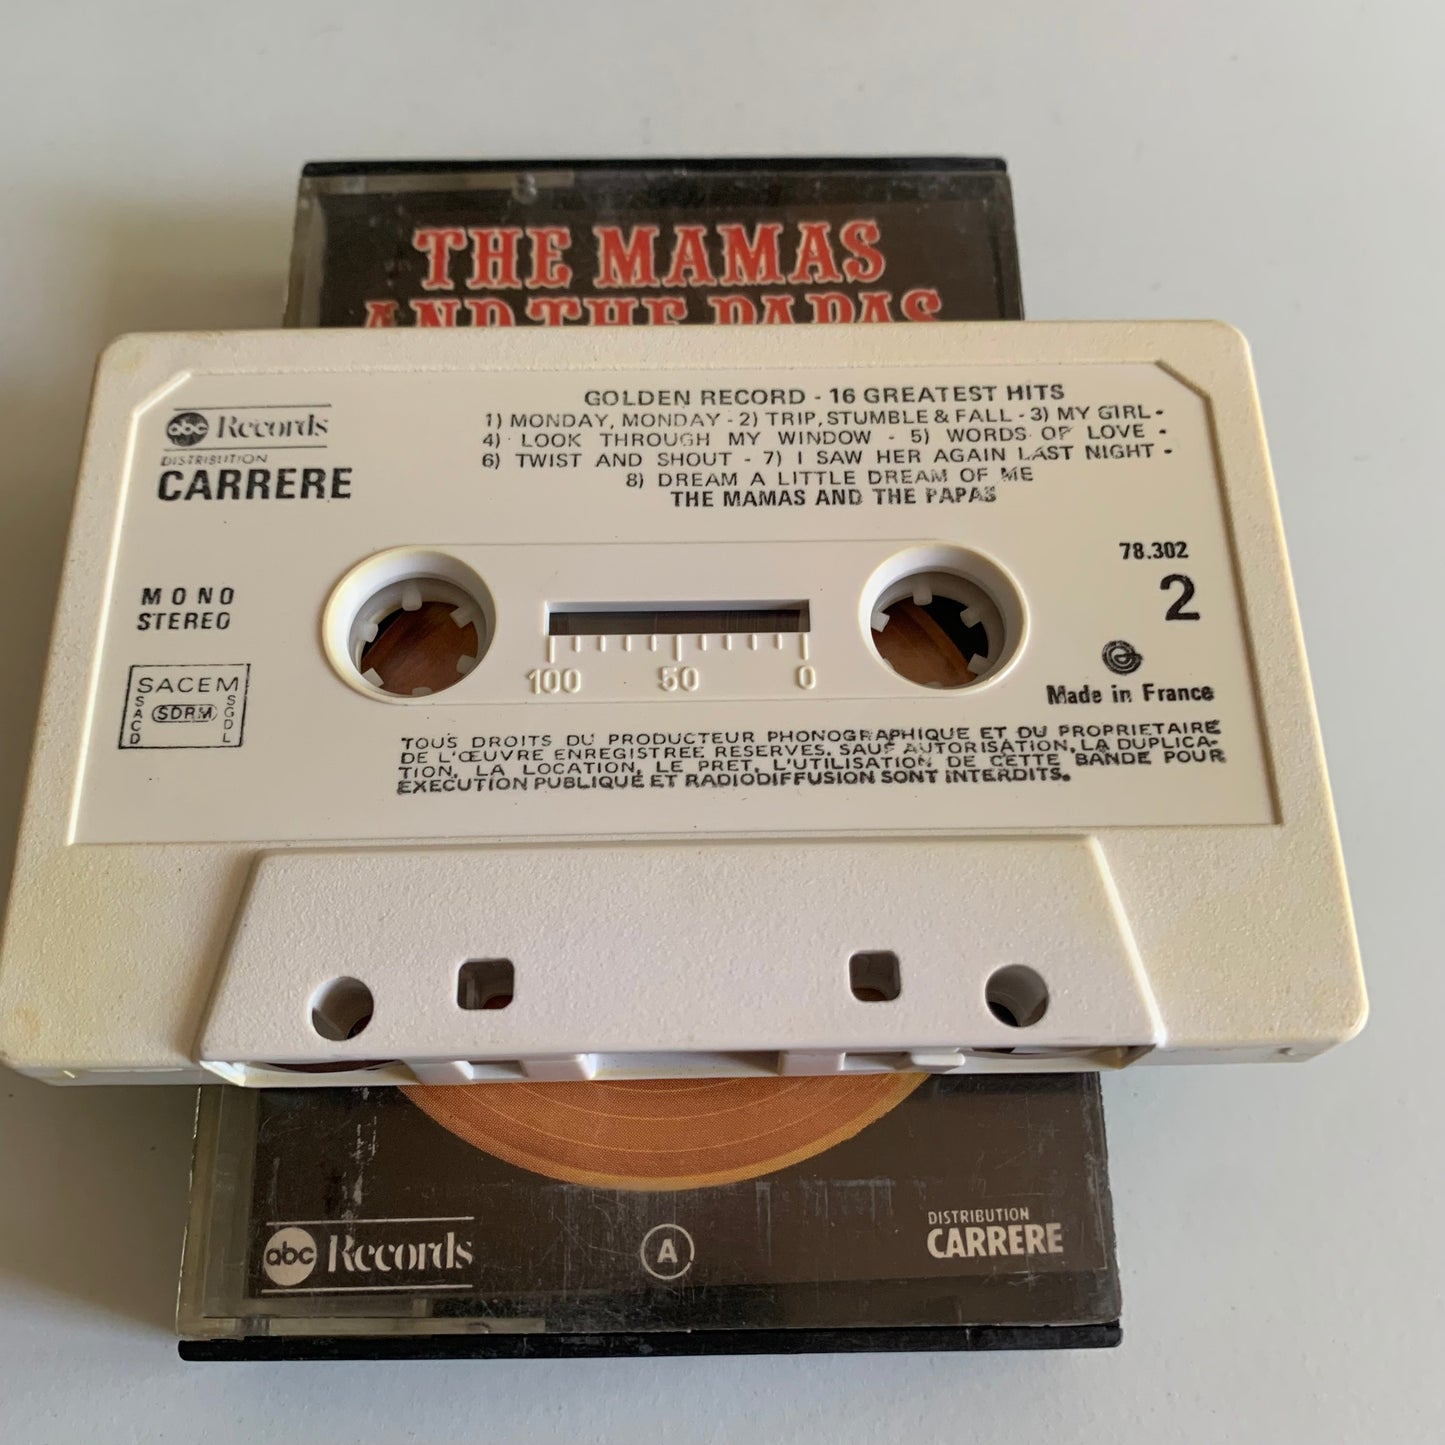 THE MAMAS
AND THE PAPAS
abc Records
DISTRIBUTION
CARRERE
GOLDEN RECORD - 16 GREATEST HITS
1) MONDAY, MONDAY - 2) TRIP, STUMBLE & FALL - 3) MY GIRL -
4) LOOK THROUGH MY WINDOW - 5) WORDS OF LOVE -
6) TWIST AND SHOUT - 7) I SAW HER AGAIN LAST NIGHT -
8) DREAM A LITTLE DREAM OF ME
THE MAMAS AND THE PAPAS
MONO
STEREO
78.302
2
100 50 0
SACEM
SACD
SDRM
SGDL
Made in France
TOUS DROITS DU PRODUCTEUR PHONOGRAPHIQUE ET DU PROPRIETAIRE
DE L'ŒUVRE ENREGISTREE RESERVES. SAUF AUTORISATION, LA DUPLICA-
TION, LA LOCATION, LE PRET, L'UTILISATION DE CETTE BANDE POUR
EXECUTION PUBLIQUE ET RADIODIFFUSION SONT INTERDITS.
abc Records
A
DISTRIBUTION
CARRERE